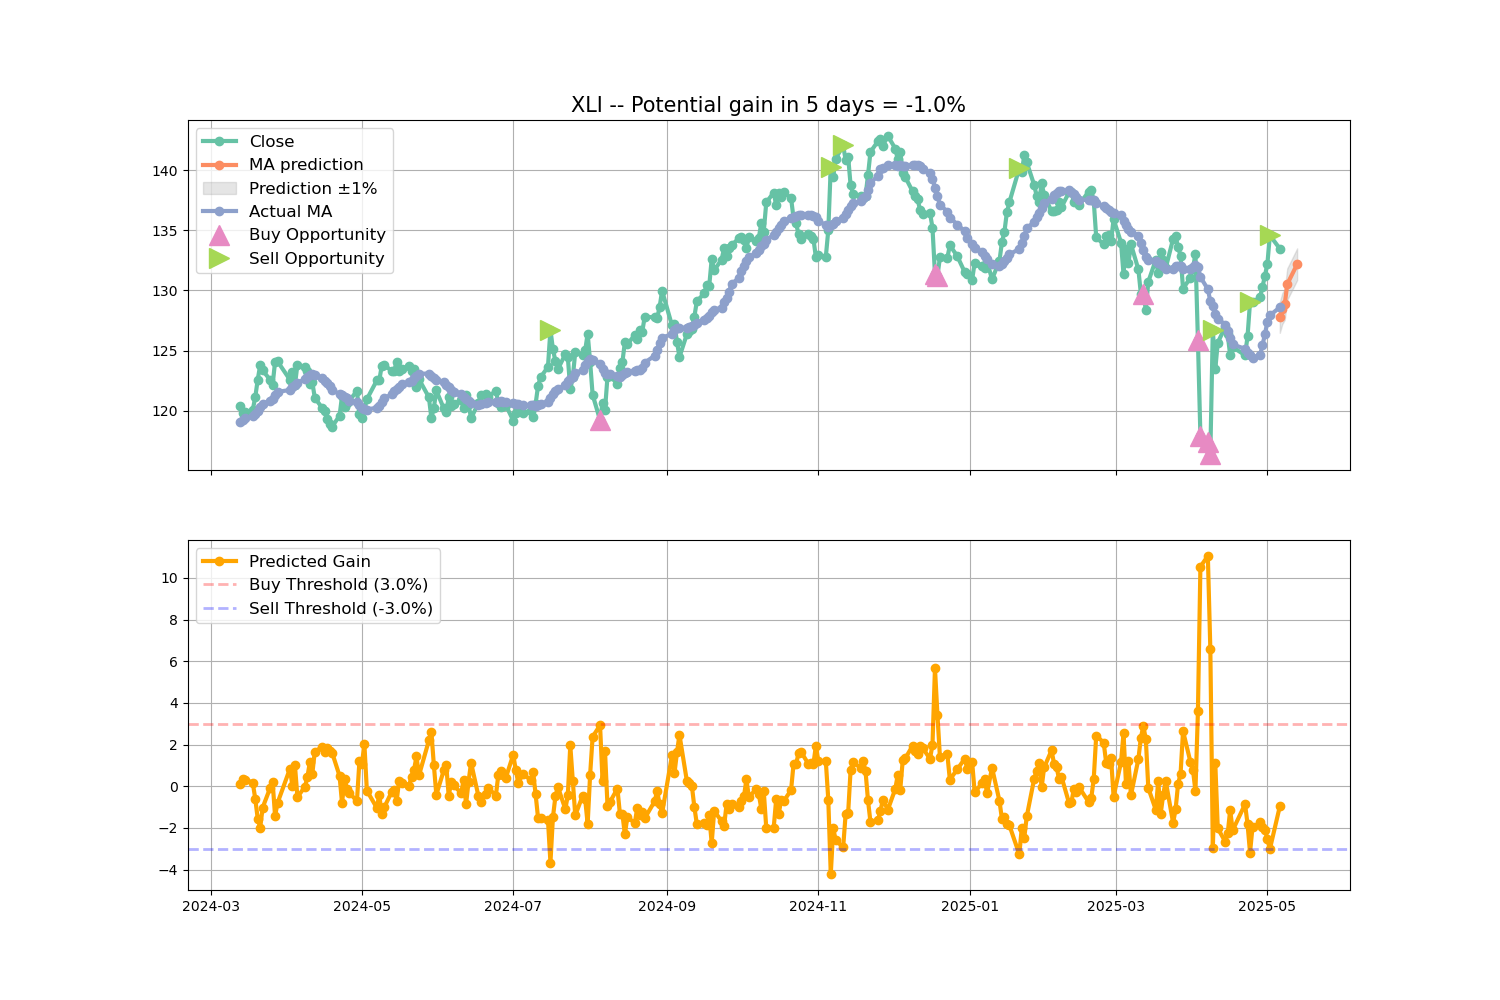 XLI -- Potential gain in 5 days = -1.0%
Close
MA prediction
Prediction ±1%
Actual MA
Buy Opportunity
Sell Opportunity
140
135
130
125
120
Predicted Gain
Buy Threshold (3.0%)
Sell Threshold (-3.0%)
10
8
6
4
2
0
−2
−4
2024-03 2024-05 2024-07 2024-09 2024-11 2025-01 2025-03 2025-05